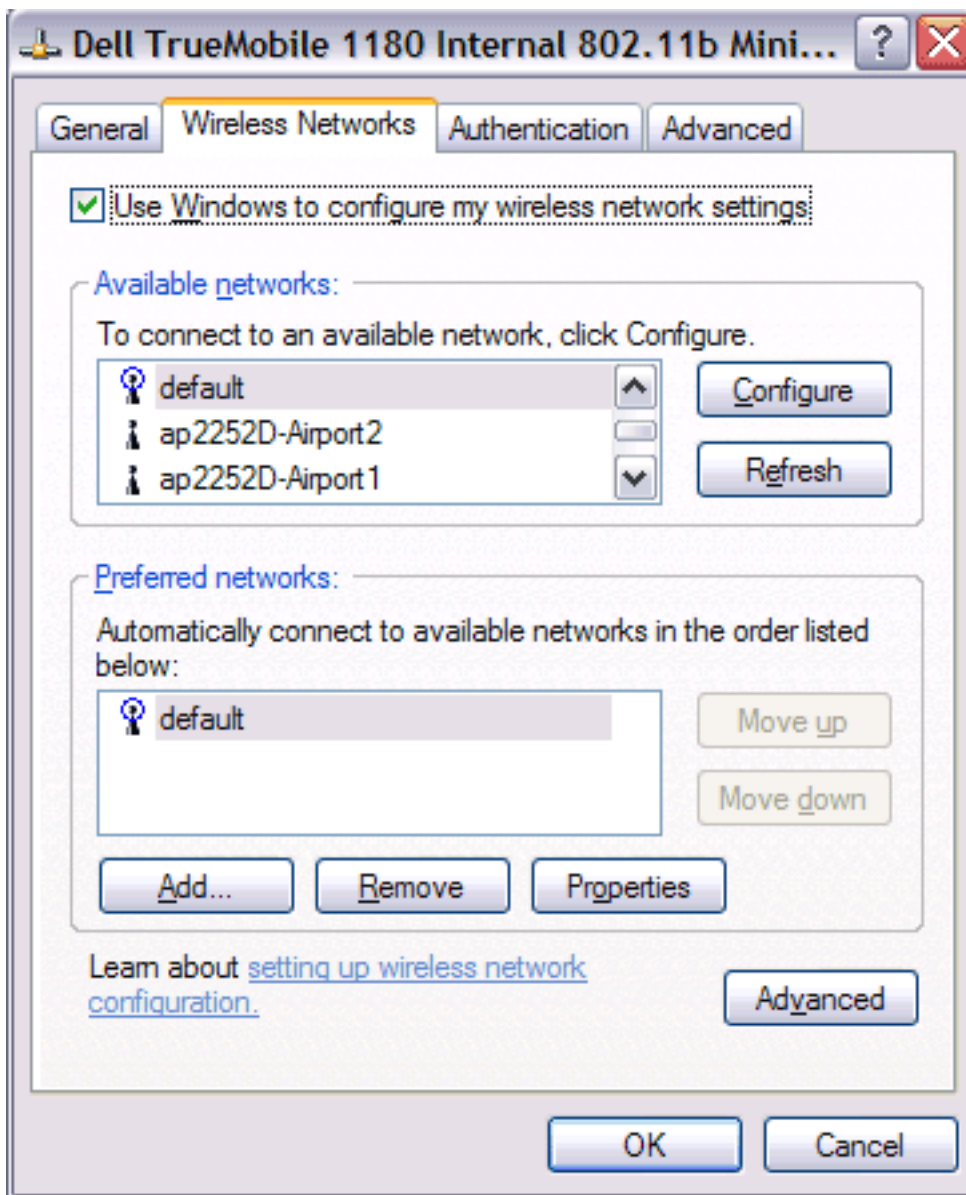 Dell TrueMobile 1180 Internal 802.11b Mini...
General
Wireless Networks
Authentication
Advanced
Use Windows to configure my wireless network settings
Available networks:
To connect to an available network, click Configure.
default
ap2252D-Airport2
ap2252D-Airport1
Configure
Refresh
Preferred networks:
Automatically connect to available networks in the order listed
below:
default
Move up
Move down
Add...
Remove
Properties
Learn about setting up wireless network
configuration.
Advanced
OK
Cancel